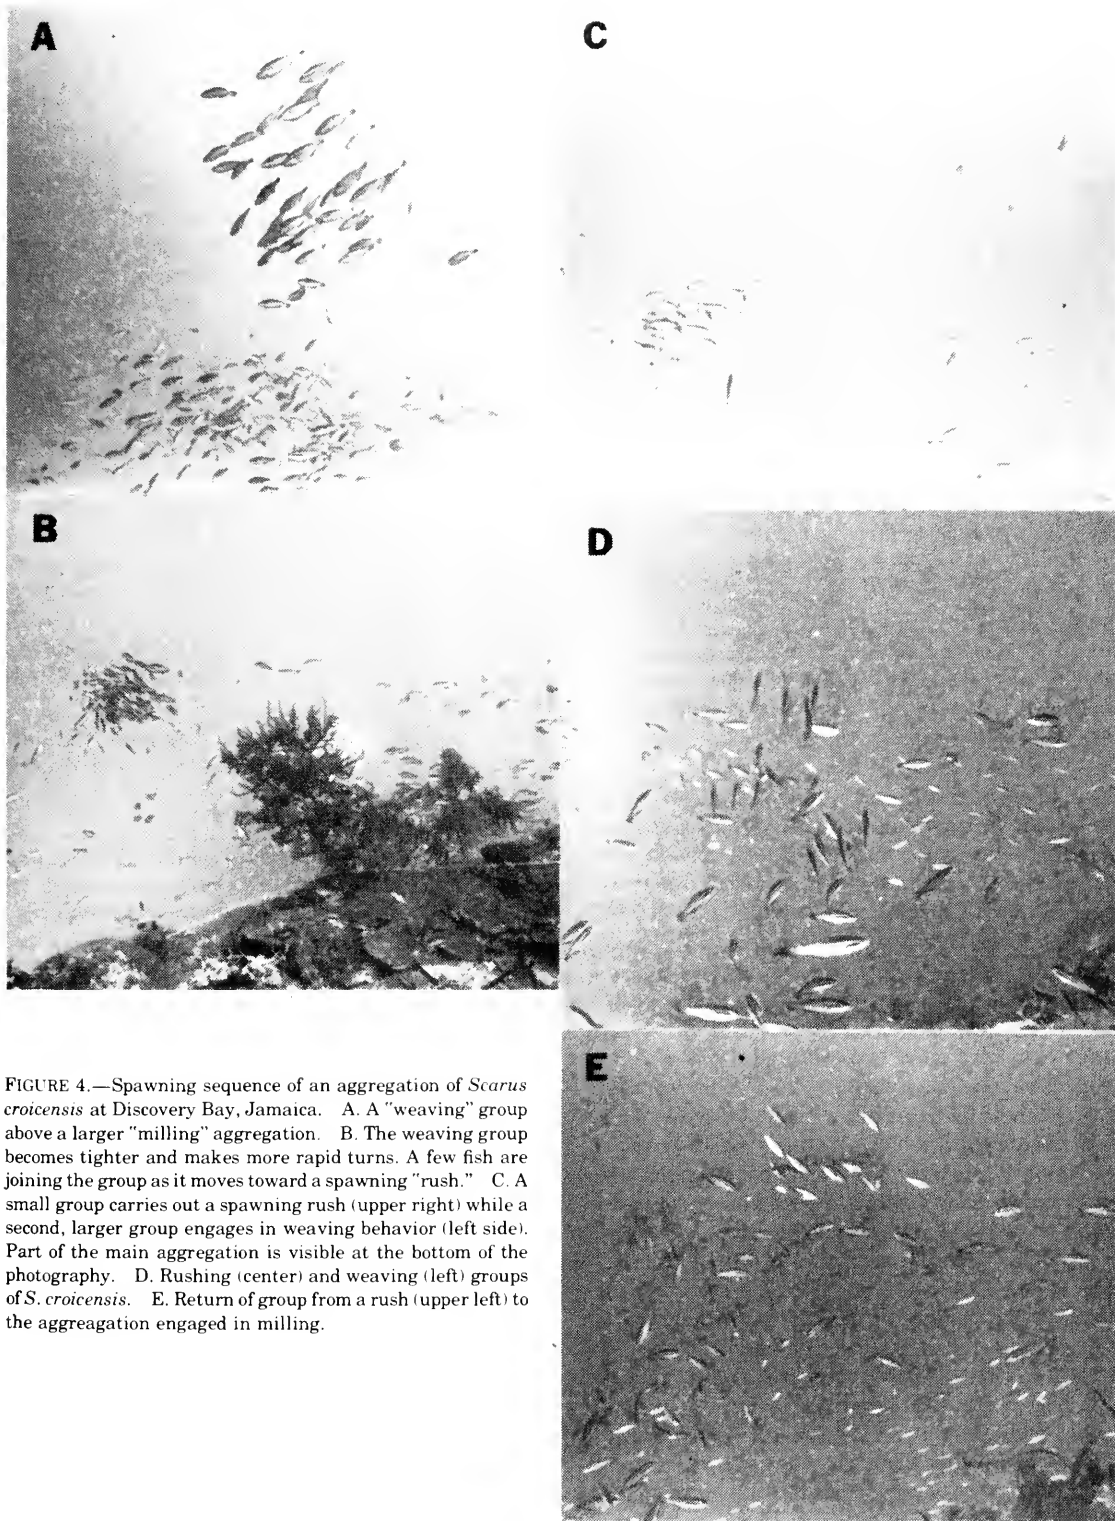 A
C
B
D
E
FIGURE 4.—Spawning sequence of an aggregation of Scarus
croicensis at Discovery Bay, Jamaica. A. A "weaving" group
above a larger "milling" aggregation. B. The weaving group
becomes tighter and makes more rapid turns. A few fish are
joining the group as it moves toward a spawning "rush." C. A
small group carries out a spawning rush (upper right) while a
second, larger group engages in weaving behavior (left side).
Part of the main aggregation is visible at the bottom of the
photography. D. Rushing (center) and weaving (left) groups
of S. croicensis. E. Return of group from a rush (upper left) to
the aggreagation engaged in milling.